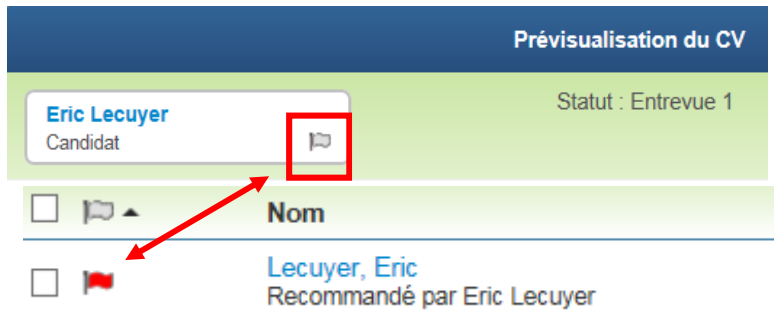 Prévisualisation du CV
Eric Lecuyer
Statut : Entrevue 1
Candidat
Nom
Lecuyer, Eric
Recommandé par Eric Lecuyer